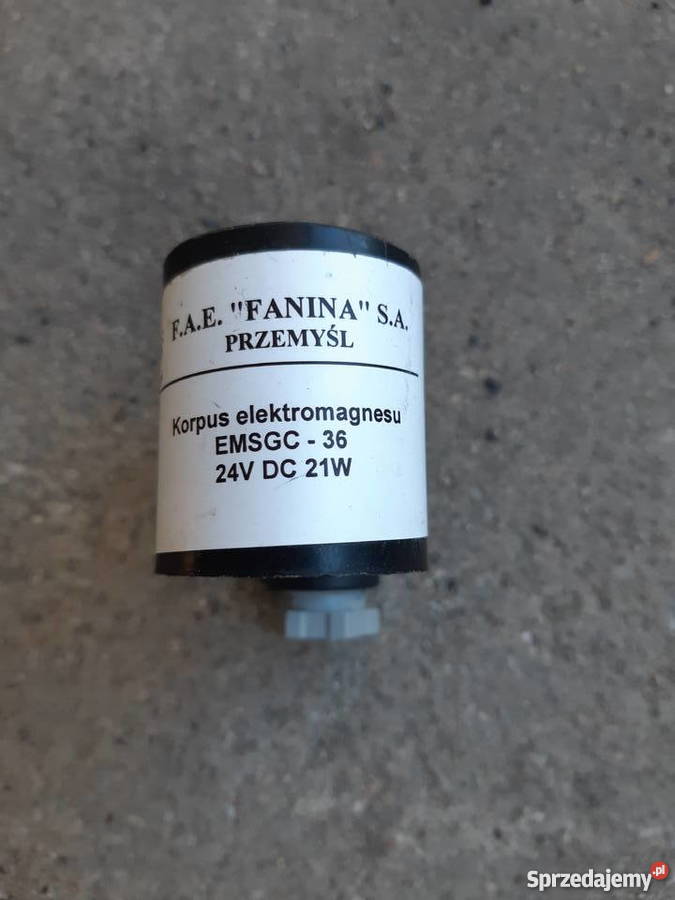 F.A.E. "FANINA" S.A.
PRZEMYŚL
Korpus elektromagnesu
EMSGC - 36
24V DC 21W
Sprzedajemy.pl